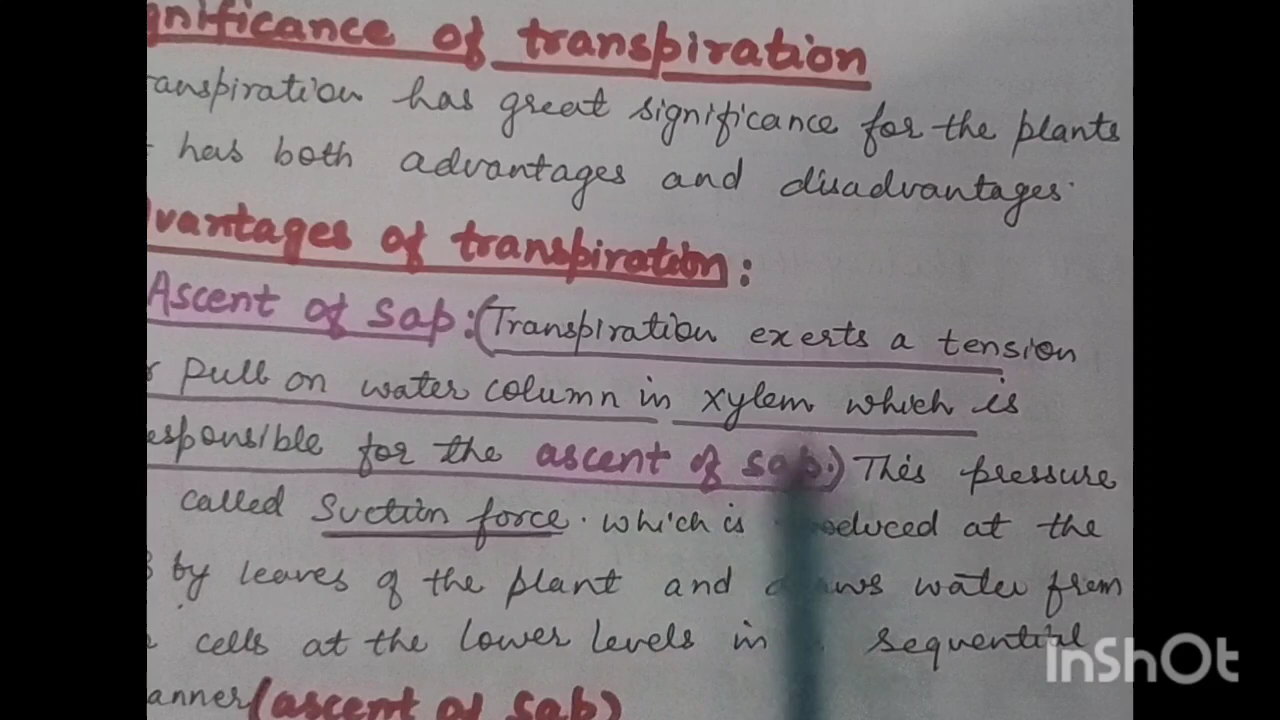 gnificance of transpiration
ranspiration has great significance for the plants
has both advantages and disadvantages.
dvantages of transpiration:
Ascent of Sap: (Transpiration exerts a tension
r pull on water column in xylem which is
esponsible for the ascent of sap.) This pressure
called Suction force. which is oduced at the
by leaves of the plant and ws water from
cells at the lower levels in sequential
anner (ascent of sap)
InShOt